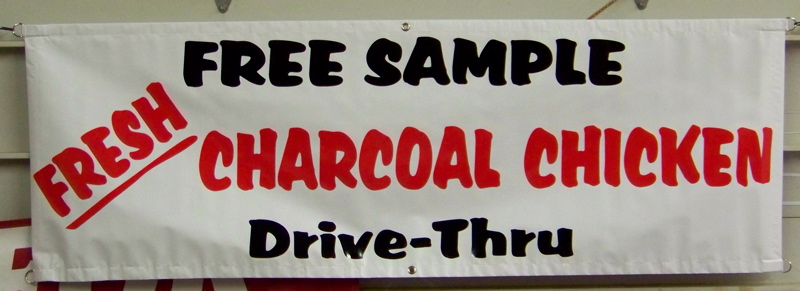 FREE SAMPLE
FRESH
CHARCOAL CHICKEN
Drive-Thru